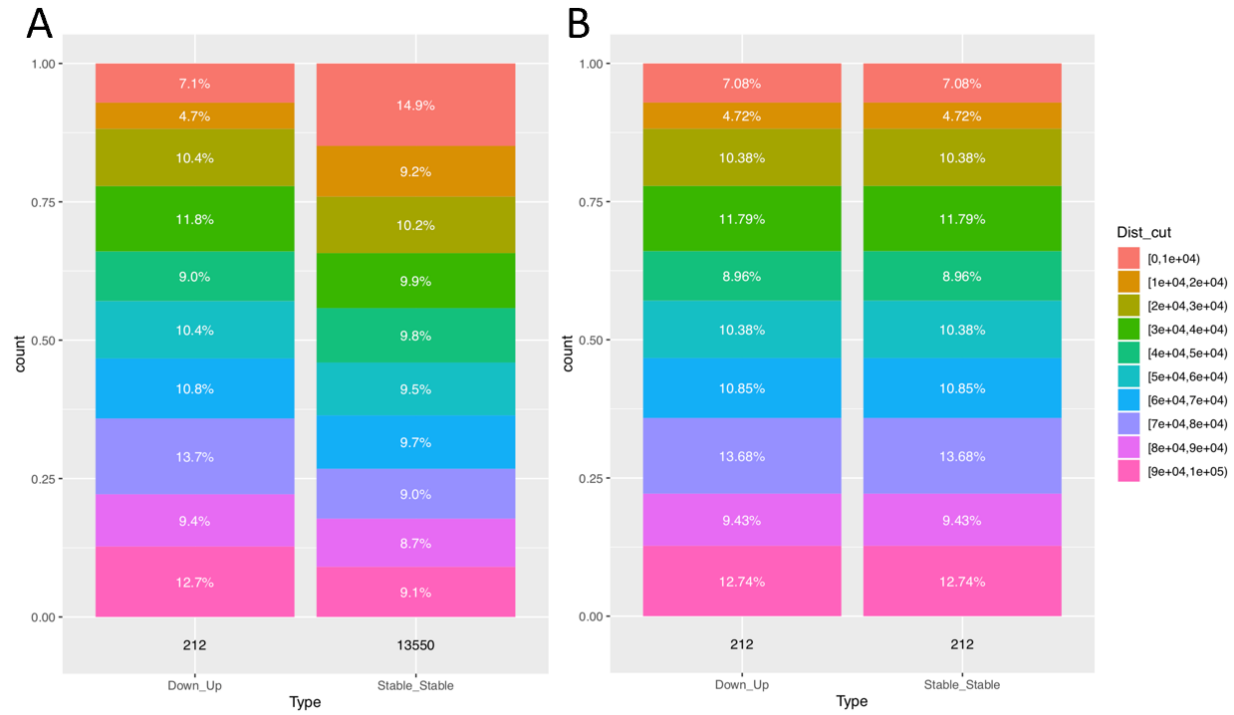 A
1.00
0.75
0.50
0.25
0.00
count
7.1%
4.7%
10.4%
11.8%
9.0%
10.4%
10.8%
13.7%
9.4%
12.7%
212
Down_Up
14.9%
9.2%
10.2%
9.9%
9.8%
9.5%
9.7%
9.0%
8.7%
9.1%
13550
Stable_Stable
Type
B
1.00
0.75
0.50
0.25
0.00
count
7.08%
4.72%
10.38%
11.79%
8.96%
10.38%
10.85%
13.68%
9.43%
12.74%
212
Down_Up
7.08%
4.72%
10.38%
11.79%
8.96%
10.38%
10.85%
13.68%
9.43%
12.74%
212
Stable_Stable
Type
Dist_cut
[0,1e+04)
[1e+04,2e+04)
[2e+04,3e+04)
[3e+04,4e+04)
[4e+04,5e+04)
[5e+04,6e+04)
[6e+04,7e+04)
[7e+04,8e+04)
[8e+04,9e+04)
[9e+04,1e+05)